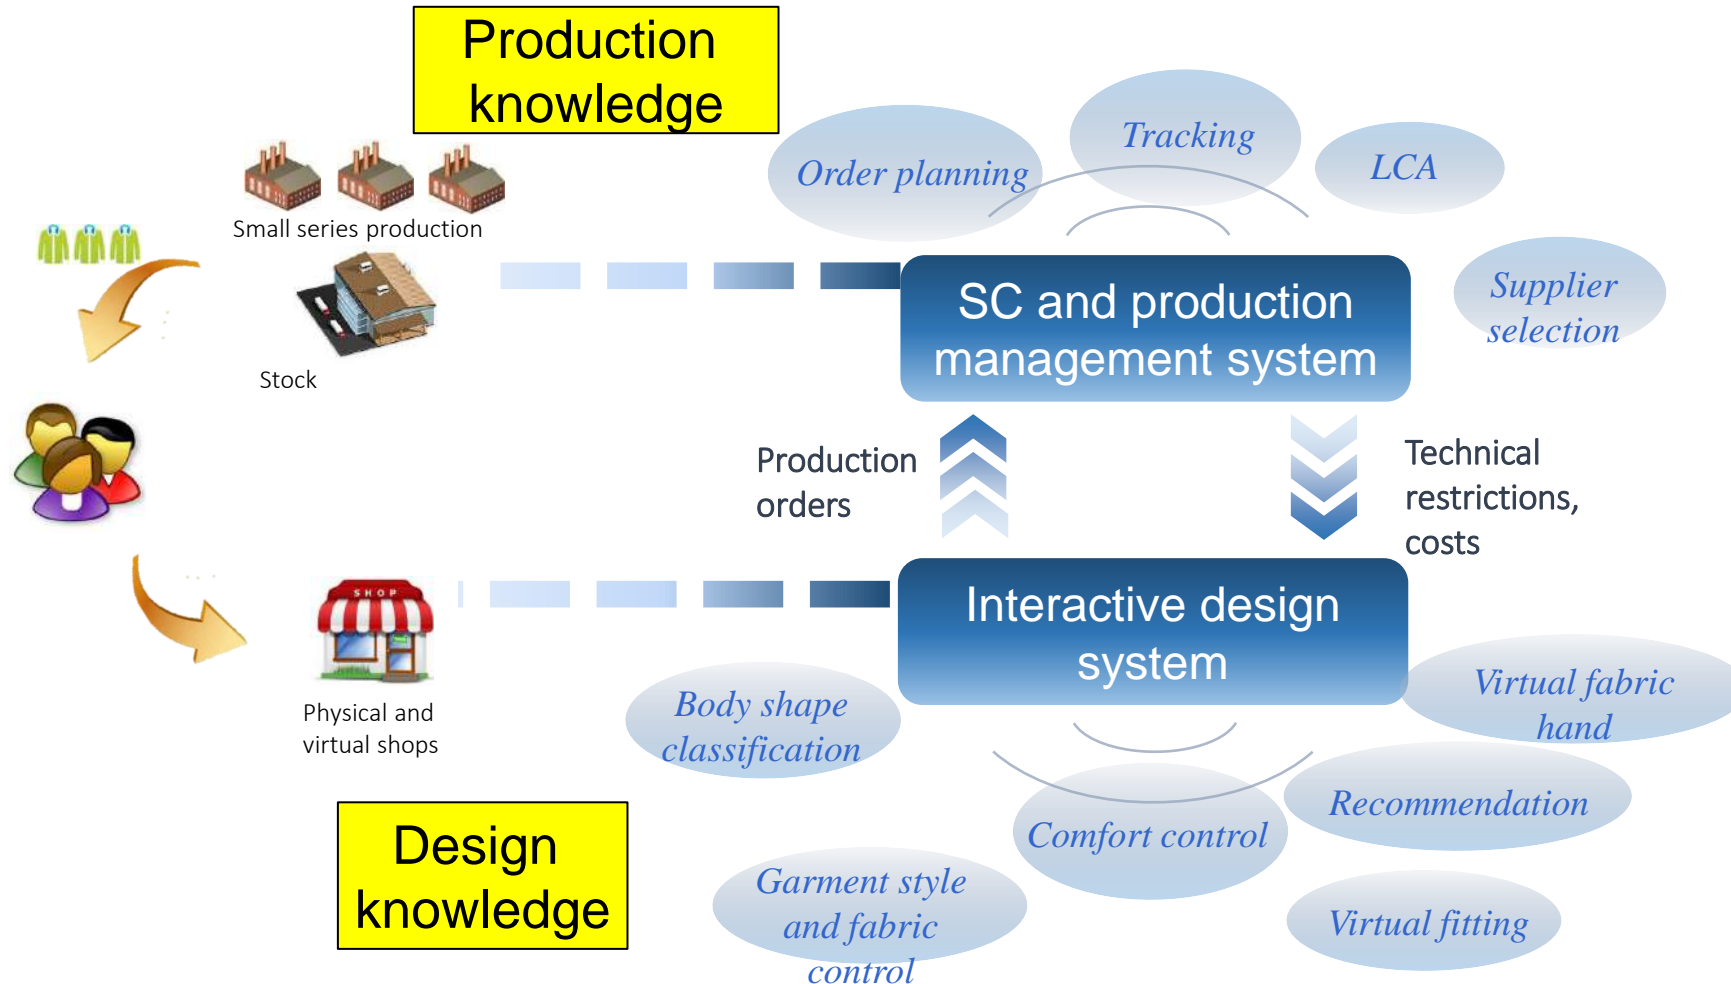 Production
knowledge
Order planning
Tracking
LCA
Small series production
Supplier
selection
SC and production
management system
Stock
Production
orders
Technical
restrictions,
costs
SHOP
Interactive design
system
Physical and
virtual shops
Body shape
classification
Virtual fabric
hand
Recommendation
Comfort control
Design
knowledge
Garment style
and fabric
control
Virtual fitting